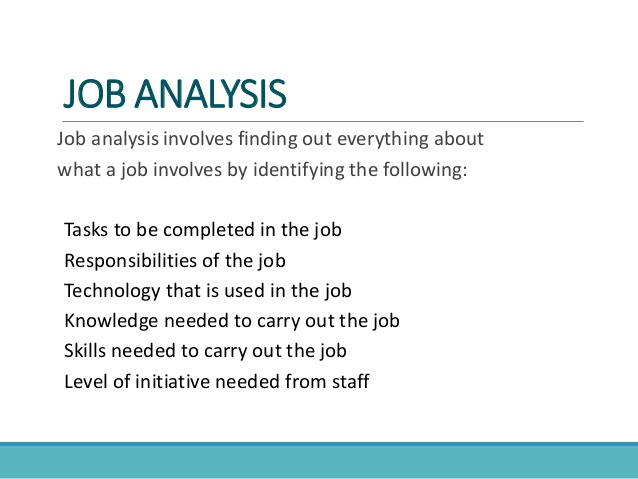 JOB ANALYSIS
Job analysis involves finding out everything about
what a job involves by identifying the following:
Tasks to be completed in the job
Responsibilities of the job
Technology that is used in the job
Knowledge needed to carry out the job
Skills needed to carry out the job
Level of initiative needed from staff